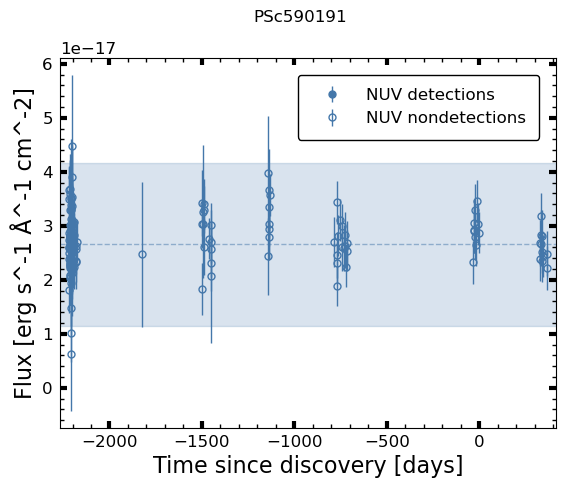 PSc590191
1e−17
NUV detections
NUV nondetections
6
5
4
3
2
1
0
Flux [erg s^-1 Å^-1 cm^-2]
−2000 −1500 −1000 −500 0
Time since discovery [days]